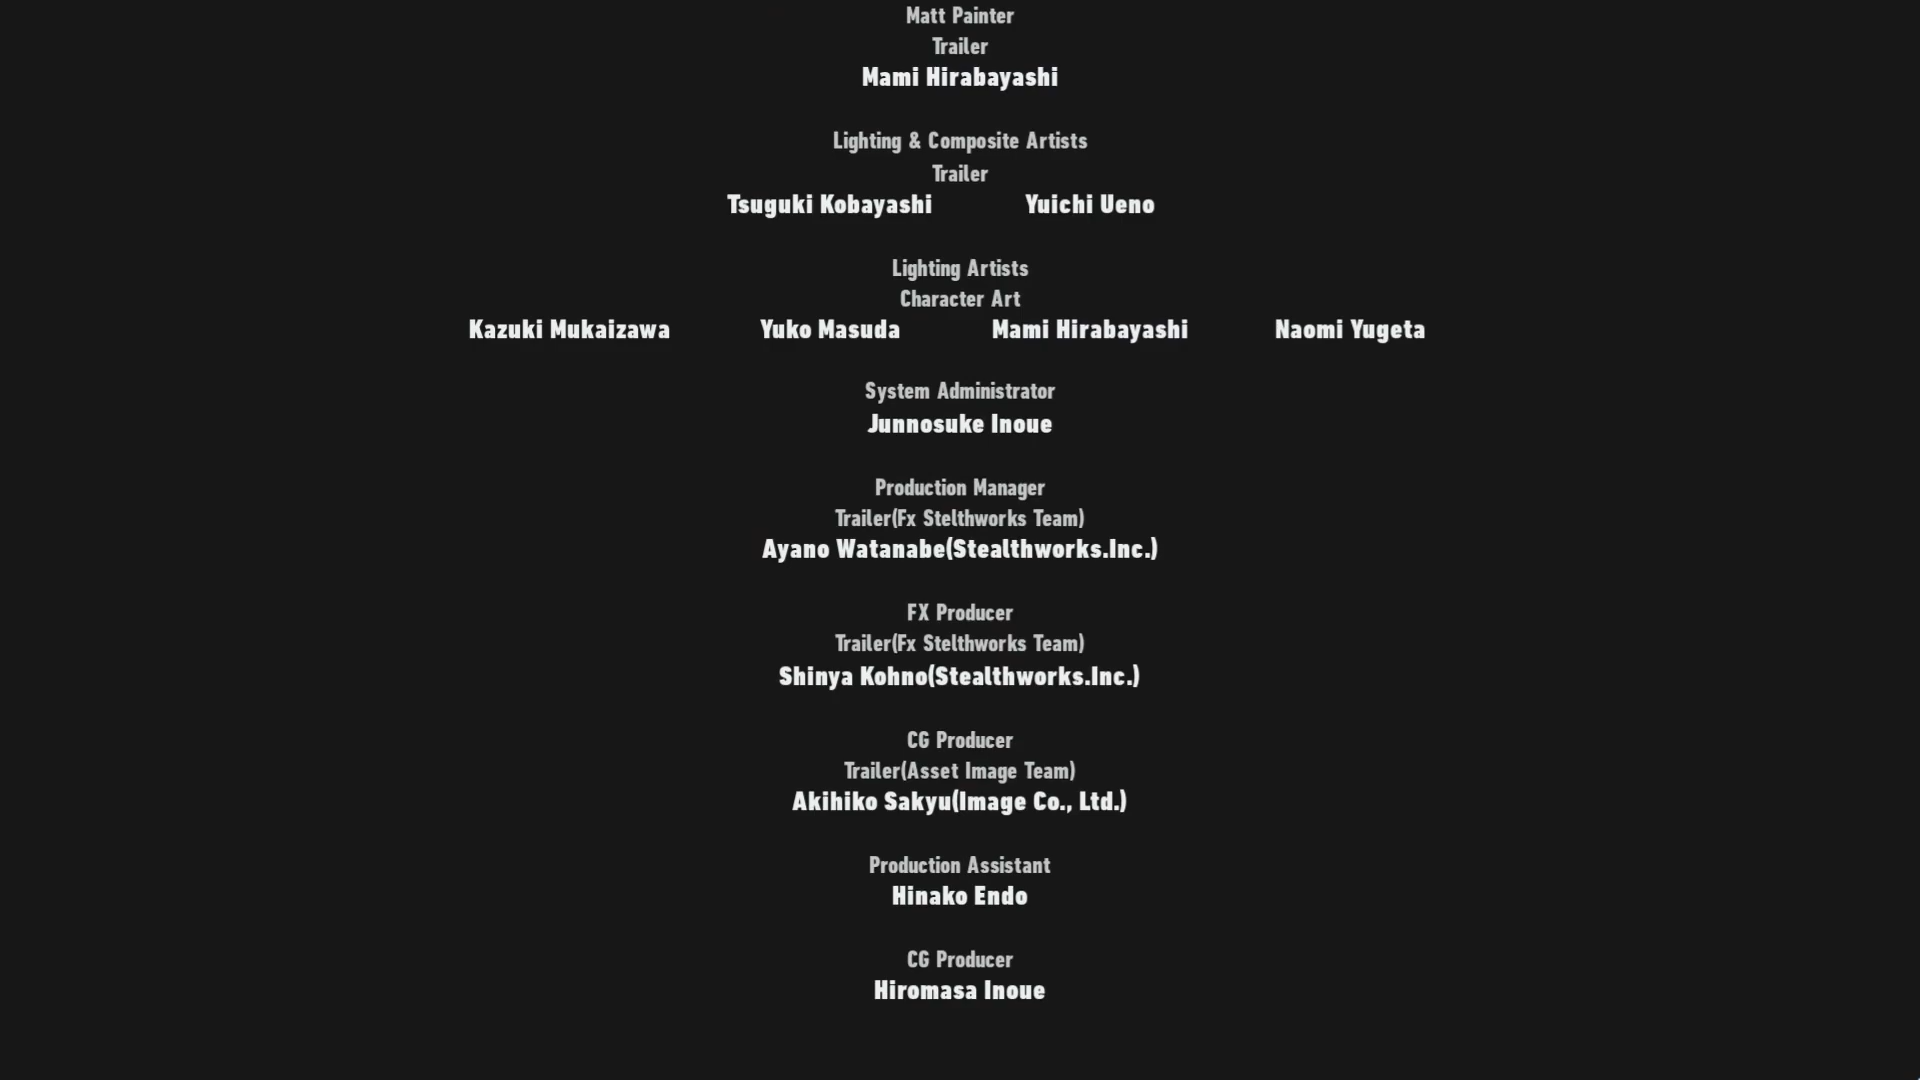 Matt Painter
Trailer
Mami Hirabayashi
Lighting & Composite Artists
Trailer
Tsuguki Kobayashi Yuichi Ueno
Lighting Artists
Character Art
Kazuki Mukaizawa Yuko Masuda Mami Hirabayashi Naomi Yugeta
System Administrator
Junnosuke Inoue
Production Manager
Trailer(Fx Stelthworks Team)
Ayano Watanabe(Stealthworks.Inc.)
FX Producer
Trailer(Fx Stelthworks Team)
Shinya Kohno(Stealthworks.Inc.)
CG Producer
Trailer(Asset Image Team)
Akihiko Sakyu(Image Co., Ltd.)
Production Assistant
Hinako Endo
CG Producer
Hiromasa Inoue